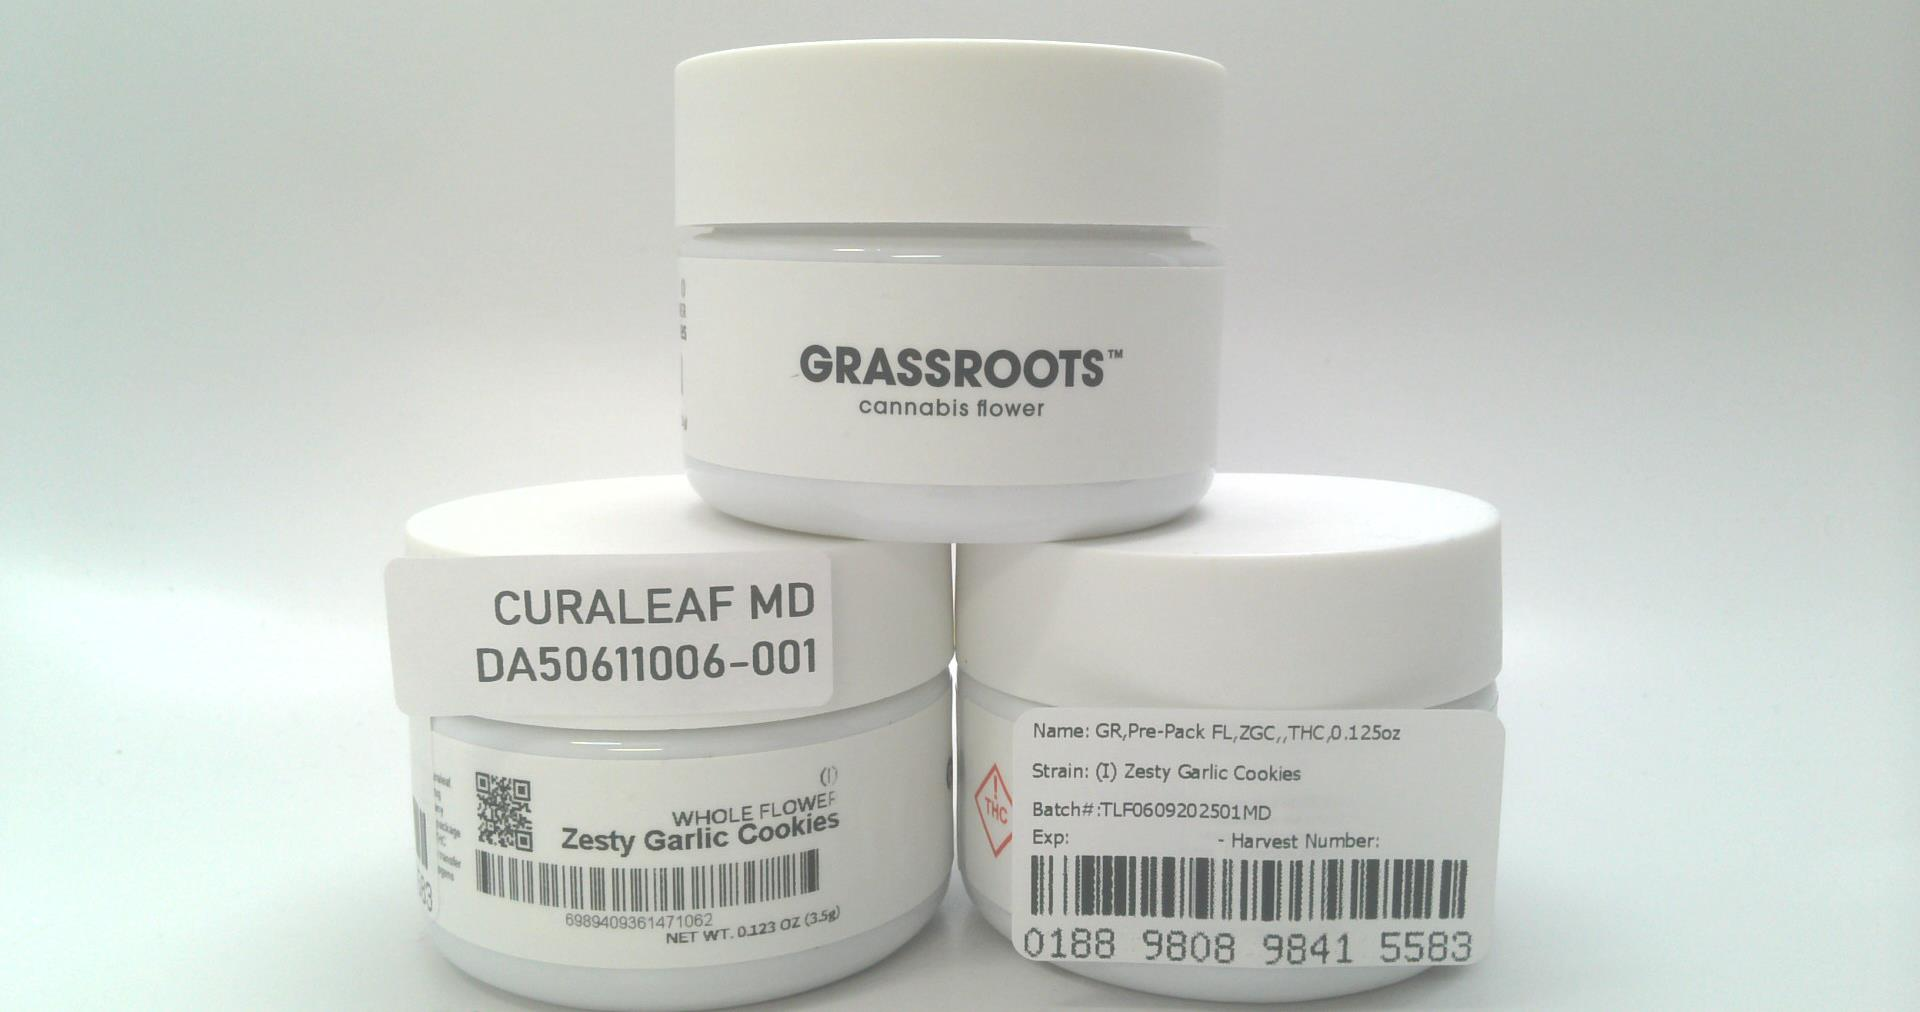 GRASSROOTS™
cannabis flower
CURALEAF MD
DA50611006-001
(I)
WHOLE FLOWER
Zesty Garlic Cookies
6989409361471062
NET WT. 0.123 OZ (3.5g)
Name: GR,Pre-Pack FL,ZGC,,THC,0.125oz
Strain: (I) Zesty Garlic Cookies
Batch#:TLF0609202501MD
Exp: - Harvest Number:
0188 9808 9841 5583
!
THC